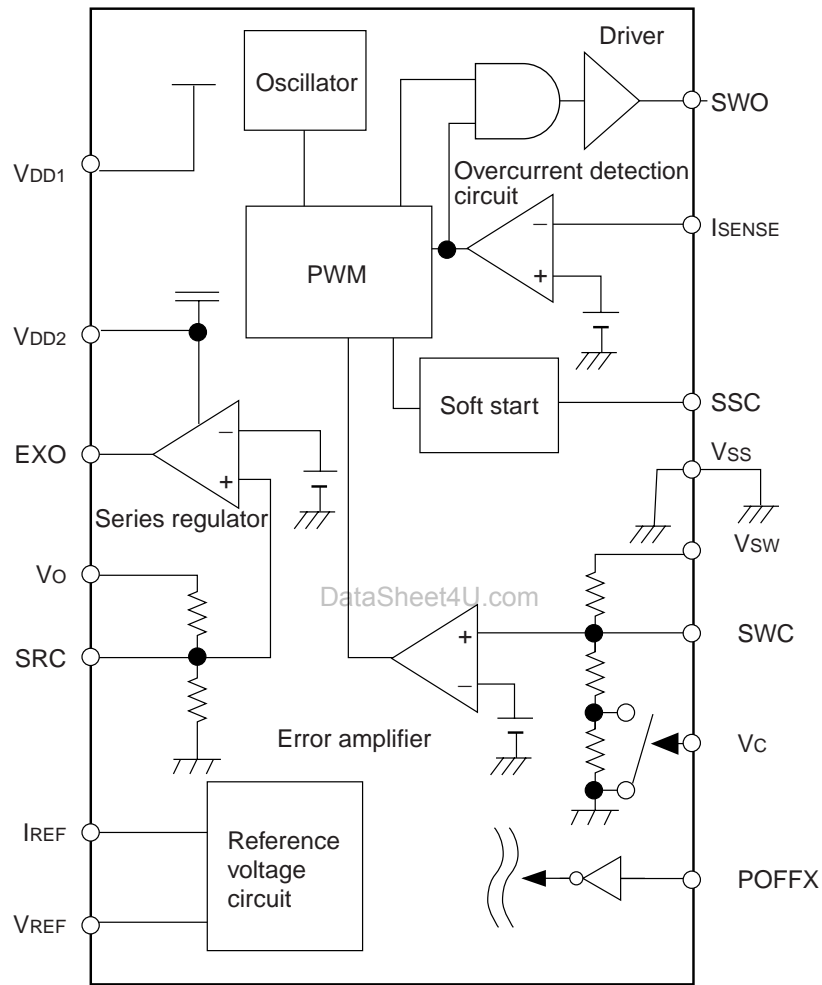 Driver
Oscillator
SWO
VDD1
Overcurrent detection
circuit
−
ISENSE
PWM
+
VDD2
Soft start
SSC
−
EXO
VSS
+
Series regulator
VSW
VO
DataSheet4U.com
+
SWC
SRC
−
Error amplifier
VC
IREF
Reference
voltage
circuit
POFFX
VREF